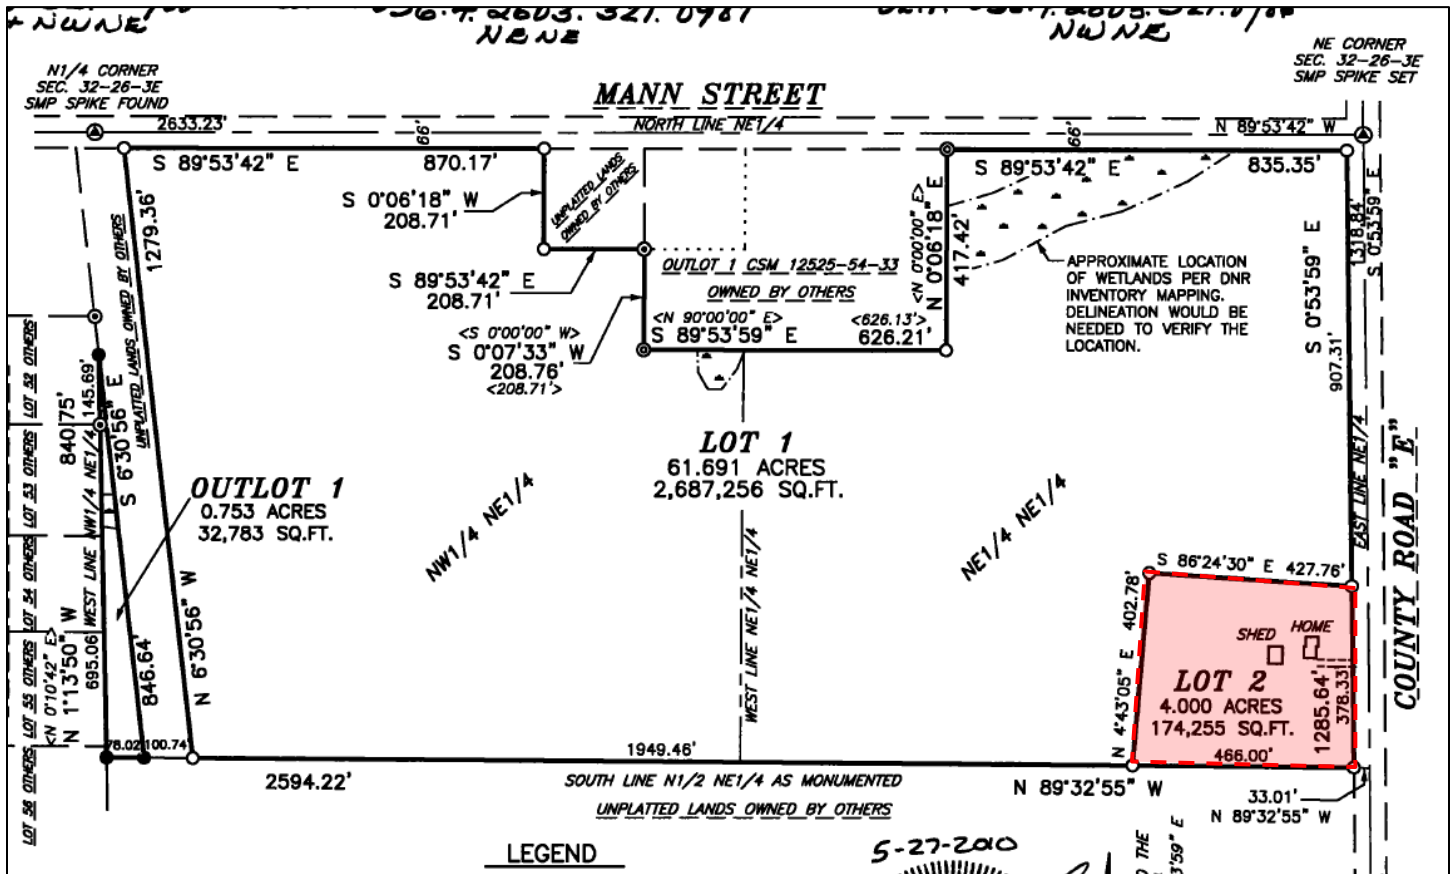 NWNE
56.4.2603.321.0981
NENE
NWNE
N1/4 CORNER
SEC. 32-26-3E
SMP SPIKE FOUND
NE CORNER
SEC. 32-26-3E
SMP SPIKE SET
MANN STREET
2633.23'
66'
NORTH LINE NE1/4
66'
N 89°53'42" W
S 89°53'42" E
870.17'
S 89°53'42" E
835.35'
UNPLATTED LANDS
OWNED BY OTHERS
S 0°06'18" W
208.71'
<N 0°00'00" E>
N 0°06'18" E
417.42'
1279.36'
UNPLATTED LANDS OWNED BY OTHERS
S 0°53'59" E
1318.84'
S 0°53'59" E
907.31'
S 89°53'42" E
208.71'
OUTLOT 1 CSM 12525-54-33
OWNED BY OTHERS
APPROXIMATE LOCATION
OF WETLANDS PER DNR
INVENTORY MAPPING.
DELINEATION WOULD BE
NEEDED TO VERIFY THE
LOCATION.
<S 0°00'00" W>
S 0°07'33" W
208.76'
<208.71'>
<N 90°00'00" E>
<626.13'>
S 89°53'59" E
626.21'
LOT 52 OTHERS
LOT 53 OTHERS
LOT 54 OTHERS
LOT 55 OTHERS
LOT 56 OTHERS
145.69'
840.75'
S 6°30'56" E
WEST LINE NW1/4 NE1/4
OUTLOT 1
0.753 ACRES
32,783 SQ.FT.
LOT 1
61.691 ACRES
2,687,256 SQ.FT.
NW1/4 NE1/4
NE1/4 NE1/4
WEST LINE NE1/4 NE1/4
EAST LINE NE1/4
COUNTY ROAD "E"
<N 0°10'42" E>
N 1°13'50" W
695.06'
846.64'
N 6°30'56" W
S 86°24'30" E
427.76'
402.78'
N 4°43'05" E
SHED
HOME
LOT 2
4.000 ACRES
174,255 SQ.FT.
1285.64'
378.33'
466.00'
78.02'
100.74'
1949.46'
2594.22'
SOUTH LINE N1/2 NE1/4 AS MONUMENTED
N 89°32'55" W
UNPLATTED LANDS OWNED BY OTHERS
33.01'
N 89°32'55" W
LEGEND
5-27-2010
THE
3'59" E